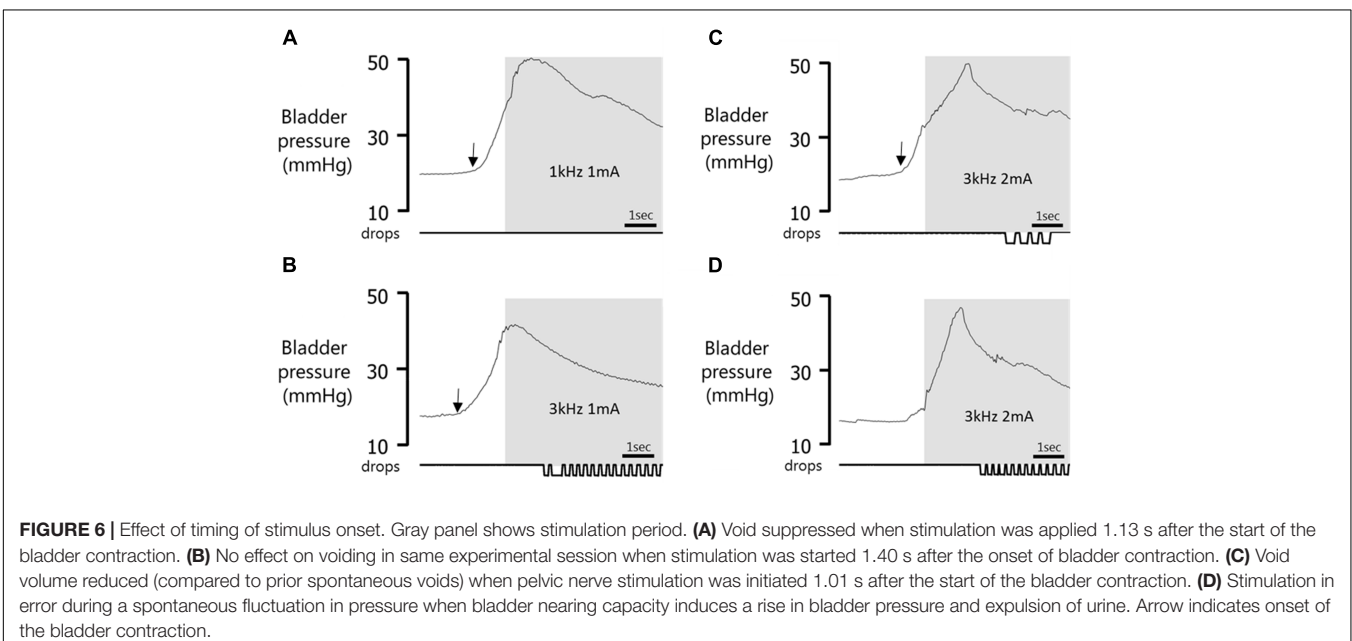 A
50
Bladder
pressure
(mmHg)
30
10
1kHz 1mA
1sec
drops
B
50
Bladder
pressure
(mmHg)
30
10
3kHz 1mA
1sec
drops
C
50
Bladder
pressure
(mmHg)
30
10
3kHz 2mA
1sec
drops
D
50
Bladder
pressure
(mmHg)
30
10
3kHz 2mA
1sec
drops
FIGURE 6 | Effect of timing of stimulus onset. Gray panel shows stimulation period. (A) Void suppressed when stimulation was applied 1.13 s after the start of the
bladder contraction. (B) No effect on voiding in same experimental session when stimulation was started 1.40 s after the onset of bladder contraction. (C) Void
volume reduced (compared to prior spontaneous voids) when pelvic nerve stimulation was initiated 1.01 s after the start of the bladder contraction. (D) Stimulation in
error during a spontaneous fluctuation in pressure when bladder nearing capacity induces a rise in bladder pressure and expulsion of urine. Arrow indicates onset of
the bladder contraction.